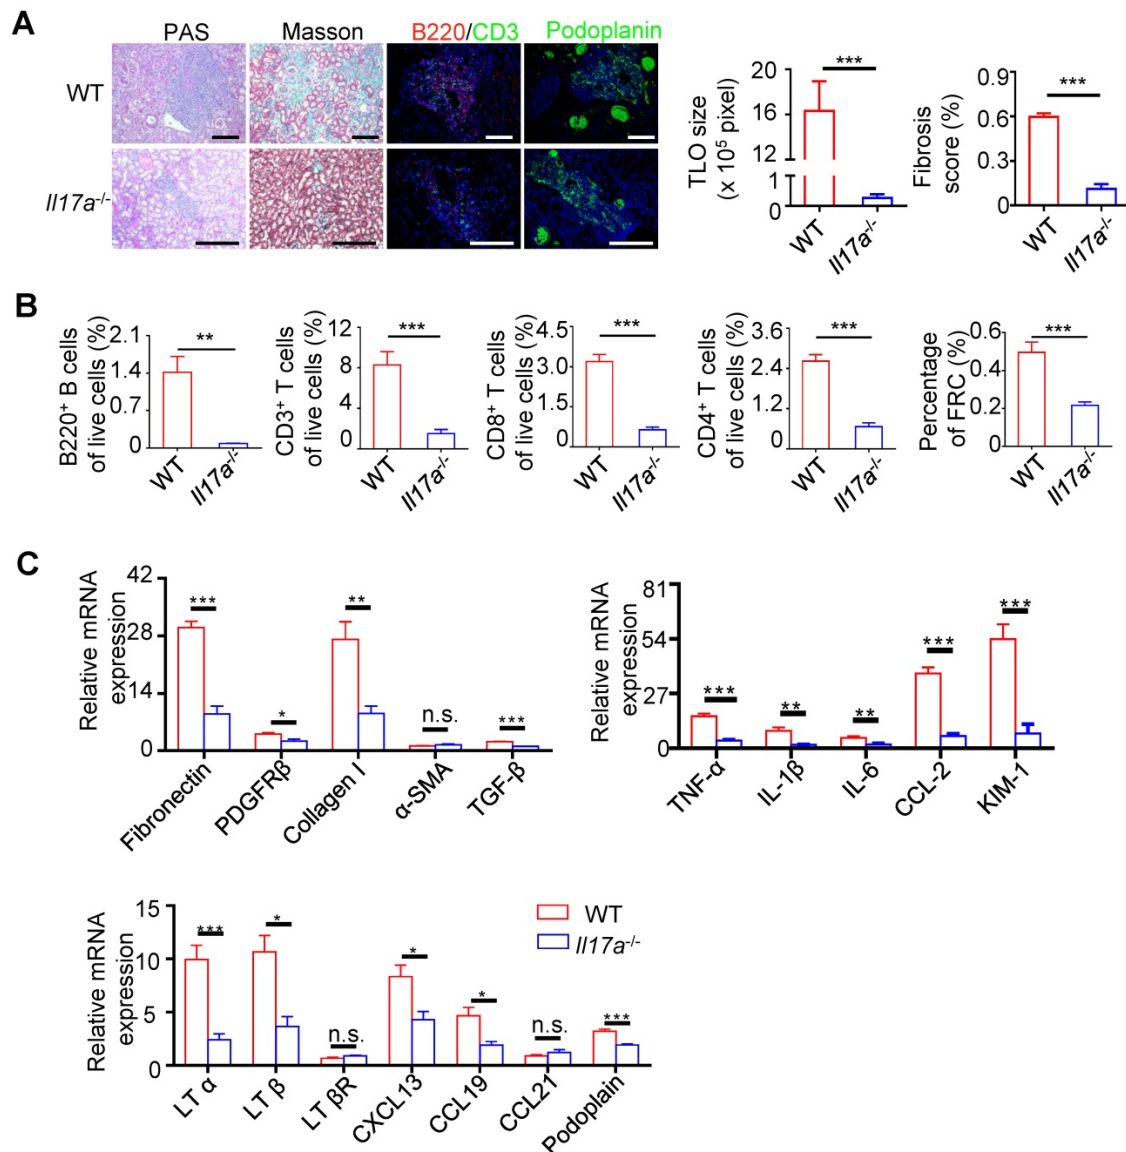 A
PAS
Masson
B220/CD3
Podoplanin
WT
Il17a-/-
TLO size
(x 10⁵ pixel)
20
16
12
1
0
***
WT
Il17a-/-
Fibrosis
score (%)
0.9
0.6
0.3
0
***
WT
Il17a-/-
B
B220⁺ B cells
of live cells (%)
2.1
1.4
0.7
0
**
WT
Il17a-/-
CD3⁺ T cells
of live cells (%)
12
8
4
0
***
WT
Il17a-/-
CD8⁺ T cells
of live cells (%)
4.5
3.0
1.5
0
***
WT
Il17a-/-
CD4⁺ T cells
of live cells (%)
3.6
2.4
1.2
0
***
WT
Il17a-/-
Percentage
of FRC (%)
0.6
0.4
0.2
0
***
WT
Il17a-/-
C
Relative mRNA
expression
42
28
14
0
***
*
**
n.s.
***
Fibronectin
PDGFRβ
Collagen I
α-SMA
TGF-β
Relative mRNA
expression
81
54
27
0
***
**
**
***
***
TNF-α
IL-1β
IL-6
CCL-2
KIM-1
Relative mRNA
expression
15
10
5
0
***
*
n.s.
*
*
n.s.
***
WT
Il17a-/-
LT α
LT β
LT βR
CXCL13
CCL19
CCL21
Podoplain